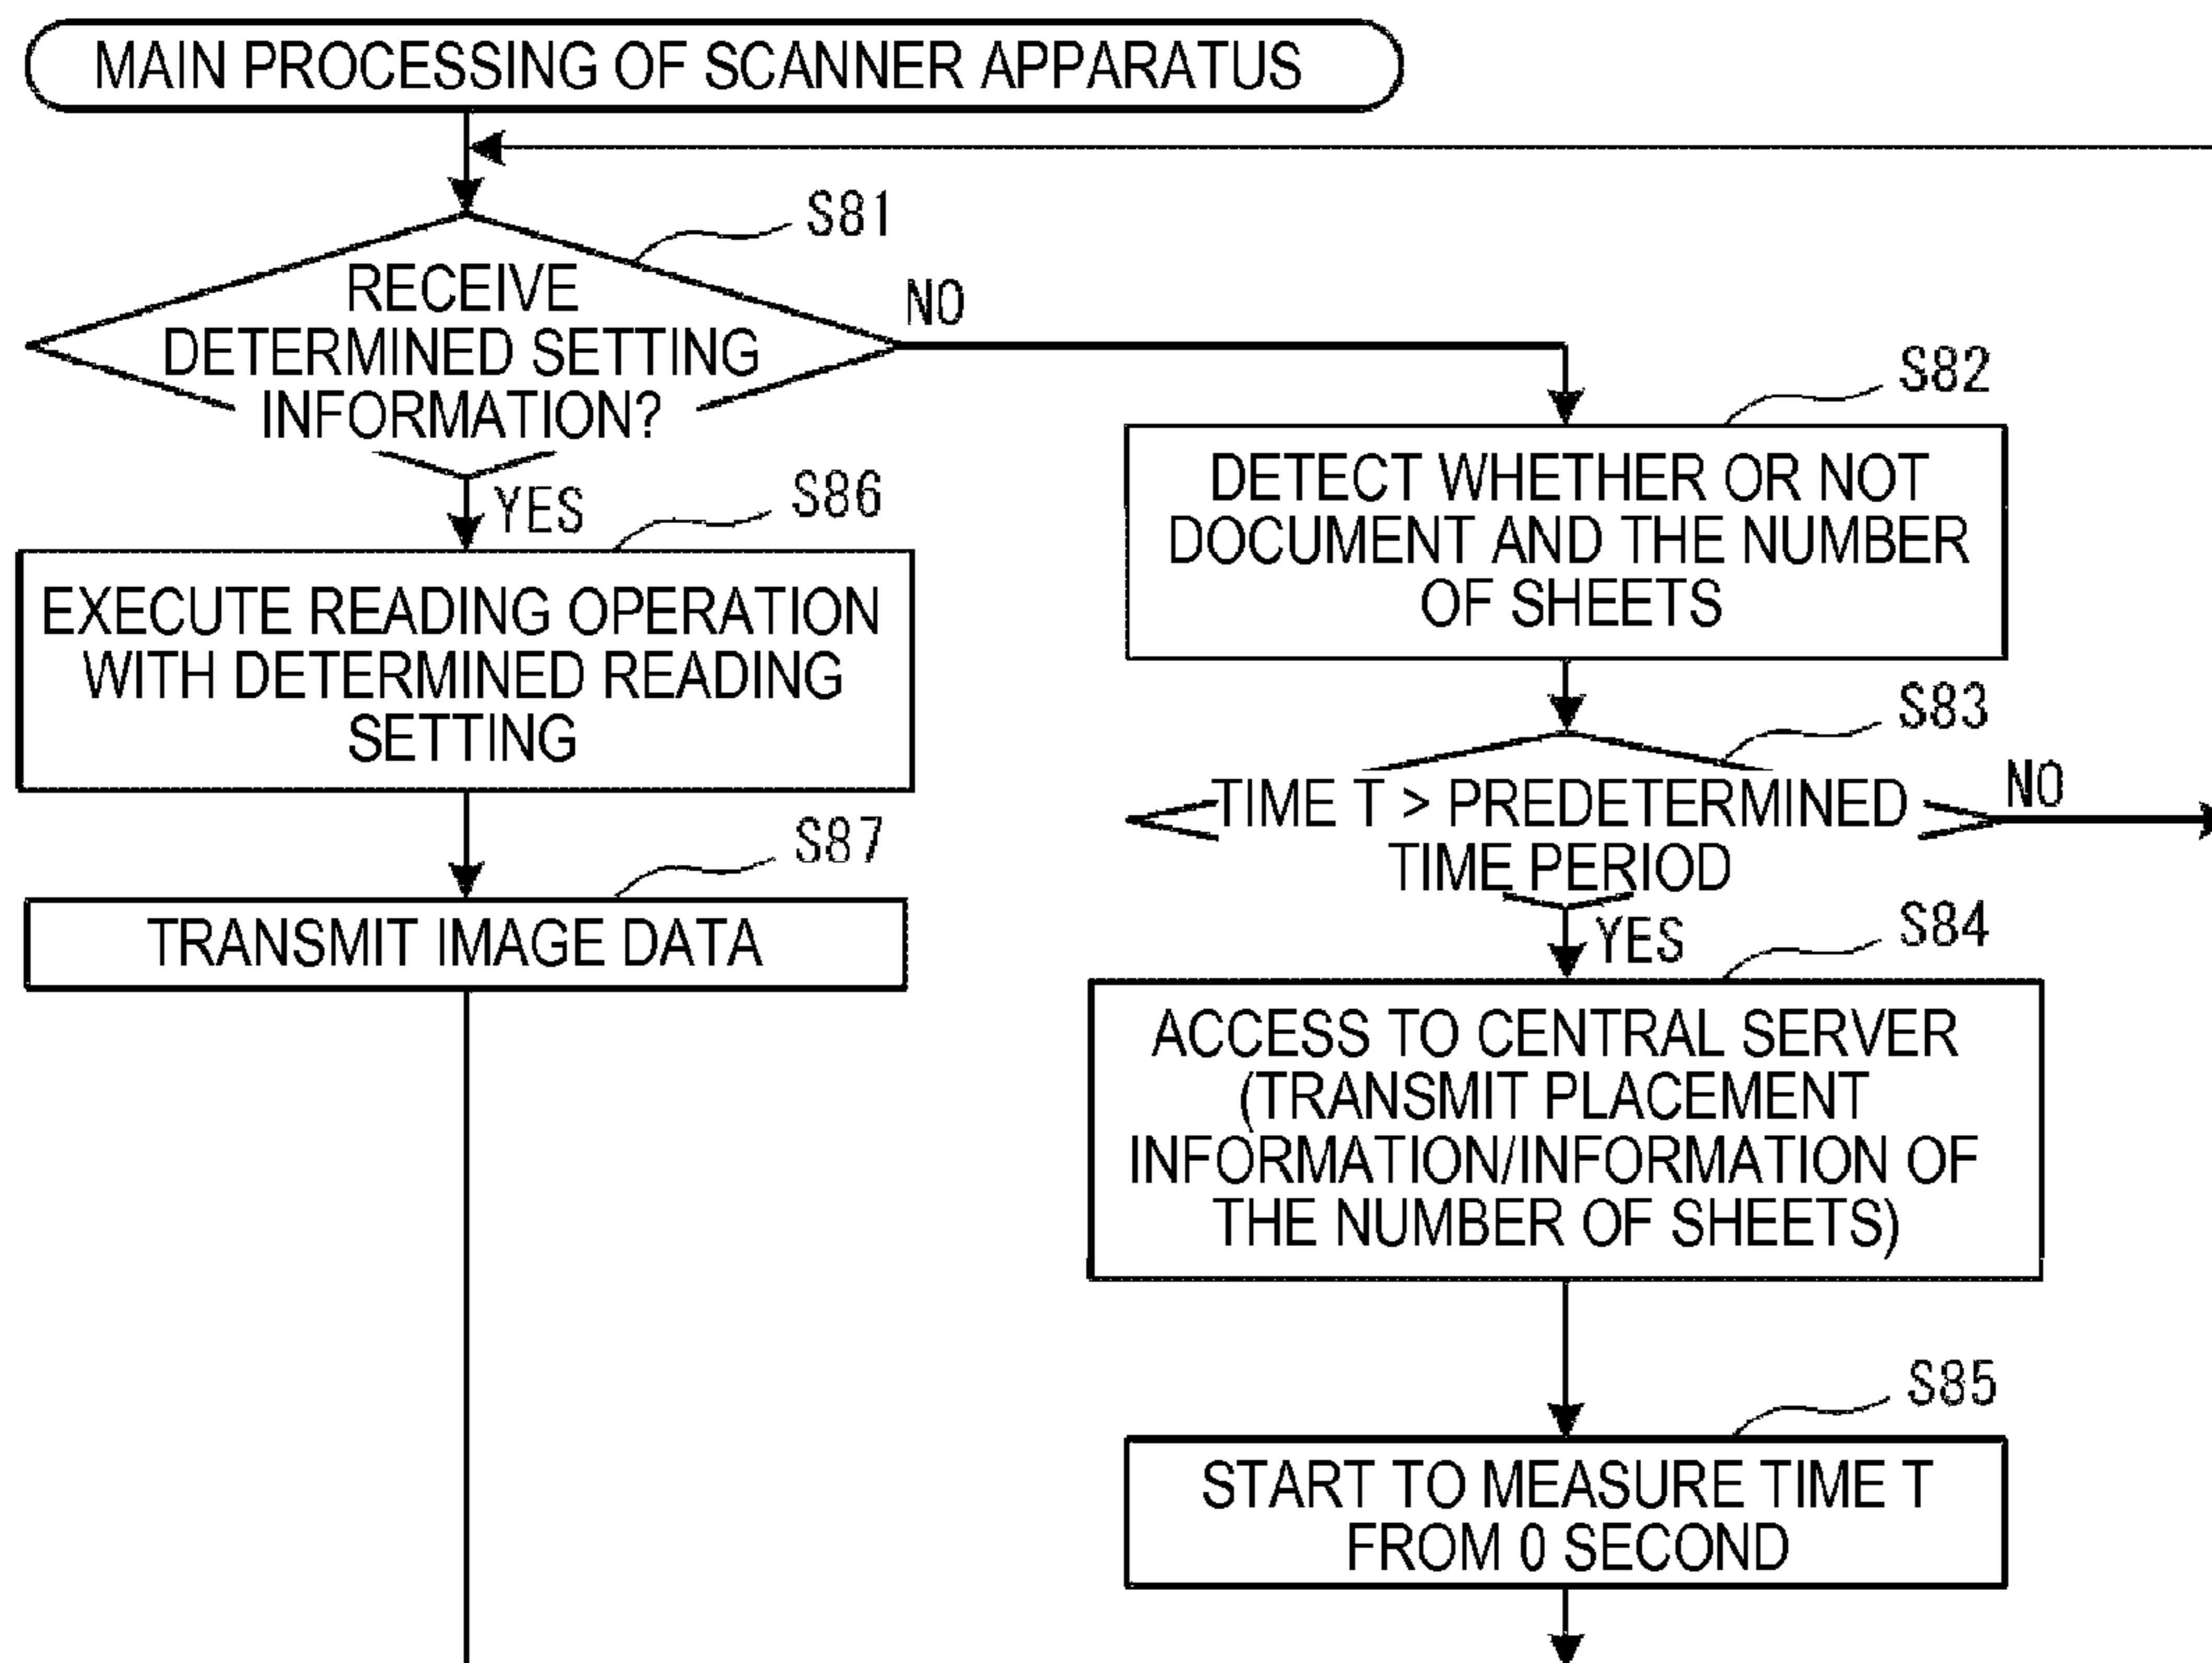 MAIN PROCESSING OF SCANNER APPARATUS
S81
RECEIVE
DETERMINED SETTING
INFORMATION?
NO
YES
S86
EXECUTE READING OPERATION
WITH DETERMINED READING
SETTING
S87
TRANSMIT IMAGE DATA
S82
DETECT WHETHER OR NOT
DOCUMENT AND THE NUMBER
OF SHEETS
S83
TIME T > PREDETERMINED
TIME PERIOD
NO
YES
S84
ACCESS TO CENTRAL SERVER
(TRANSMIT PLACEMENT
INFORMATION/INFORMATION OF
THE NUMBER OF SHEETS)
S85
START TO MEASURE TIME T
FROM 0 SECOND